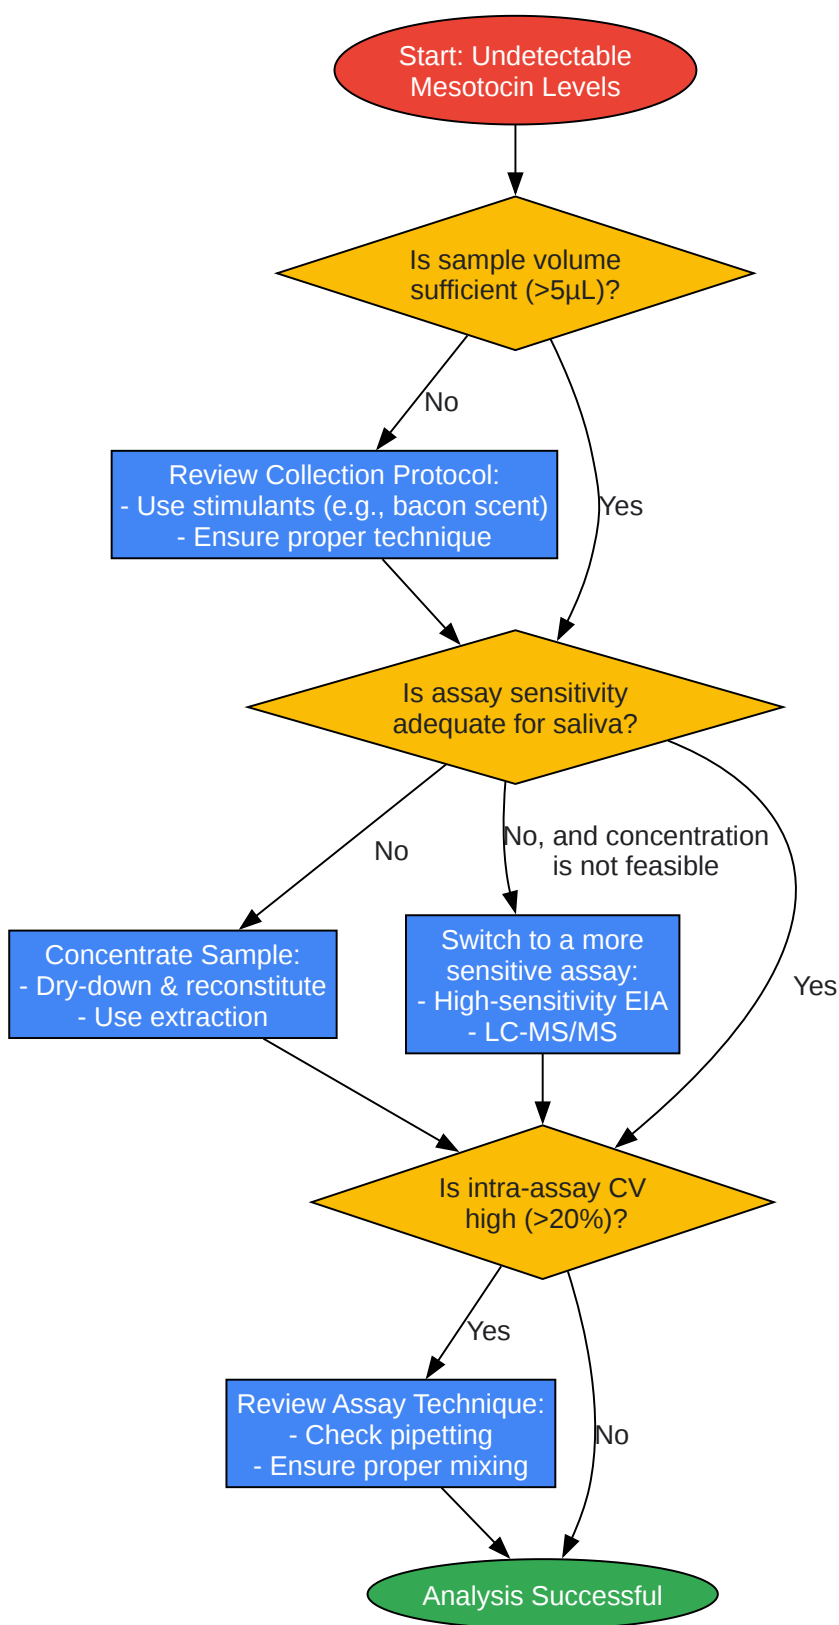 Start: Undetectable
Mesotocin Levels
Is sample volume
sufficient (>5µL)?
No
Yes
Review Collection Protocol:
- Use stimulants (e.g., bacon scent)
- Ensure proper technique
Is assay sensitivity
adequate for saliva?
No
No, and concentration
is not feasible
Yes
Concentrate Sample:
- Dry-down & reconstitute
- Use extraction
Switch to a more
sensitive assay:
- High-sensitivity EIA
- LC-MS/MS
Is intra-assay CV
high (>20%)?
Yes
No
Review Assay Technique:
- Check pipetting
- Ensure proper mixing
Analysis Successful